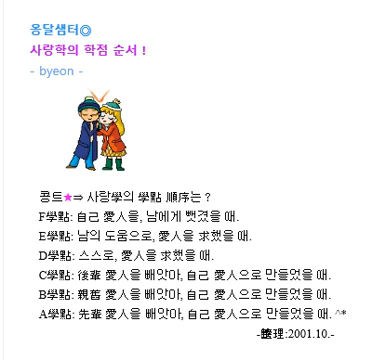 옹달샘터◎
사랑학의 학점 순서 !
- byeon -
콩트★⇒ 사랑學의 學點 順序는 ?
F學點: 自己 愛人을, 남에게 뺏겼을 때.
E學點: 남의 도움으로, 愛人을 求했을 때.
D學點: 스스로, 愛人을 求했을 때.
C學點: 後輩 愛人을 빼앗아, 自己 愛人으로 만들었을 때.
B學點: 親舊 愛人을 빼앗아, 自己 愛人으로 만들었을 때.
A學點: 先輩 愛人을 빼앗아, 自己 愛人으로 만들었을 때. ^*
-整理:2001.10.-